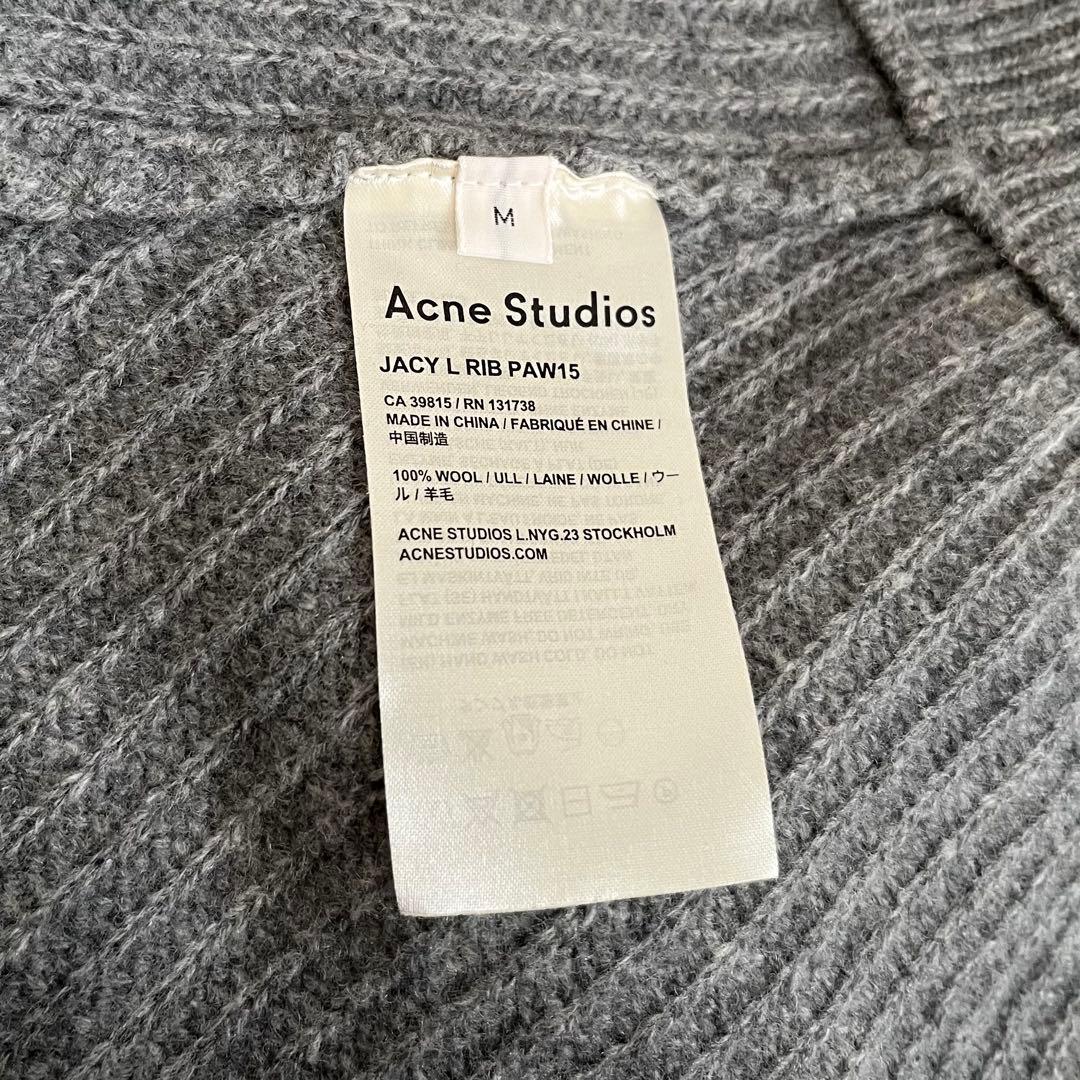 M
Acne Studios
JACY L RIB PAW15
CA 39815 / RN 131738
MADE IN CHINA / FABRIQUÉ EN CHINE /
中国制造
100% WOOL / ULL / LAINE / WOLLE / ウー
ル / 羊毛
ACNE STUDIOS L.NYG.23 STOCKHOLM
ACNESTUDIOS.COM